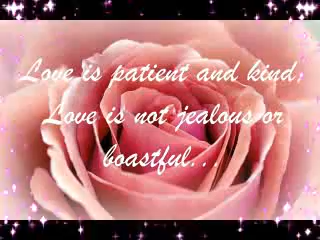 Love is patient and kind,
Love is not jealous or
boastful...